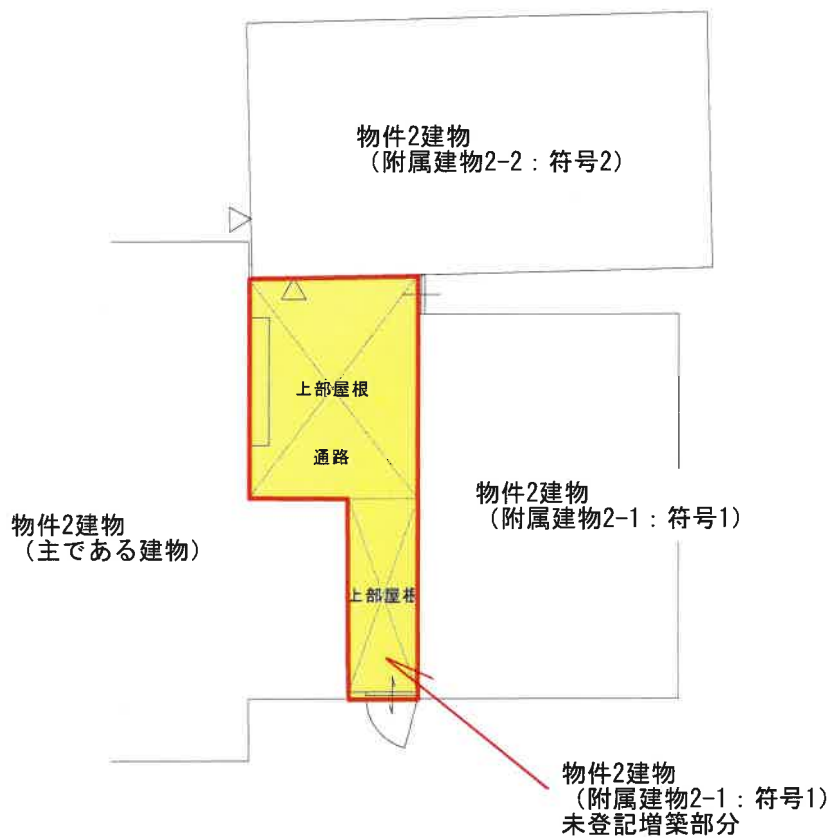 物件2建物
(附属建物2-2:符号2)
上部屋根
通路
物件2建物
(附属建物2-1:符号1)
物件2建物
(主である建物)
上部屋根
物件2建物
(附属建物2-1:符号1)
未登記増築部分